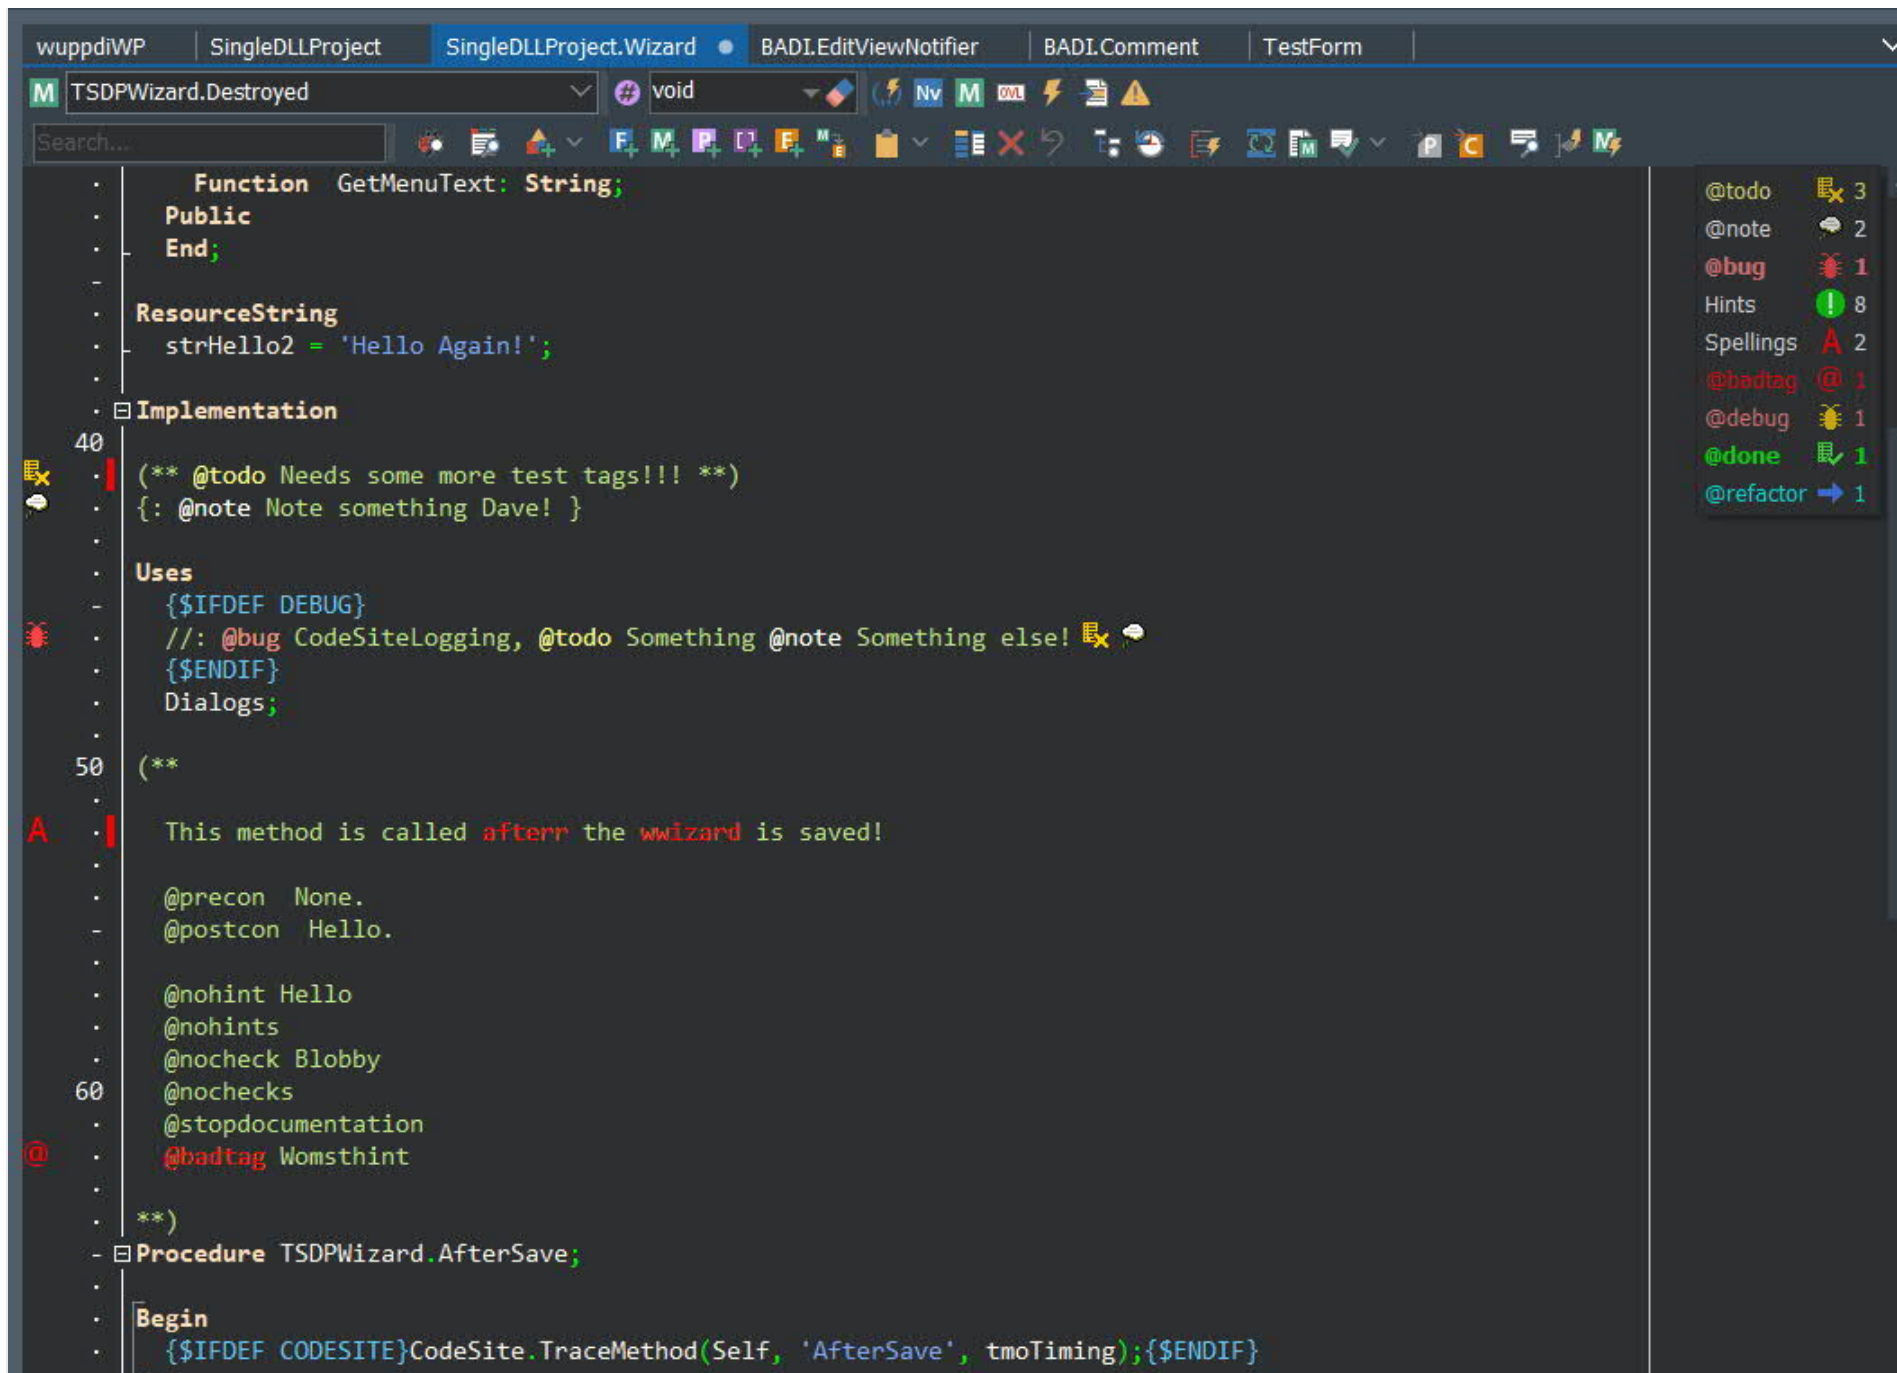 wuppdiWP SingleDLLProject SingleDLLProject.Wizard BADI.EditViewNotifier BADI.Comment TestForm
M TSDPWizard.Destroyed # void Nv M OVL
Search...
Function  GetMenuText: String;
Public
End;
ResourceString
strHello2 = 'Hello Again!';
Implementation
40
(** @todo Needs some more test tags!!! **)
{: @note Note something Dave! }
Uses
{$IFDEF DEBUG}
//: @bug CodeSiteLogging, @todo Something @note Something else!
{$ENDIF}
Dialogs;
50 (**
A This method is called afterr the wwizard is saved!
@precon  None.
@postcon  Hello.
@nohint Hello
@nohints
@nocheck Blobby
60 @nochecks
@stopdocumentation
@ @badtag Womsthint
**)
Procedure TSDPWizard.AfterSave;
Begin
{$IFDEF CODESITE}CodeSite.TraceMethod(Self, 'AfterSave', tmoTiming);{$ENDIF}
@todo 3
@note 2
@bug 1
Hints 8
Spellings A 2
@badtag @ 1
@debug 1
@done 1
@refactor 1